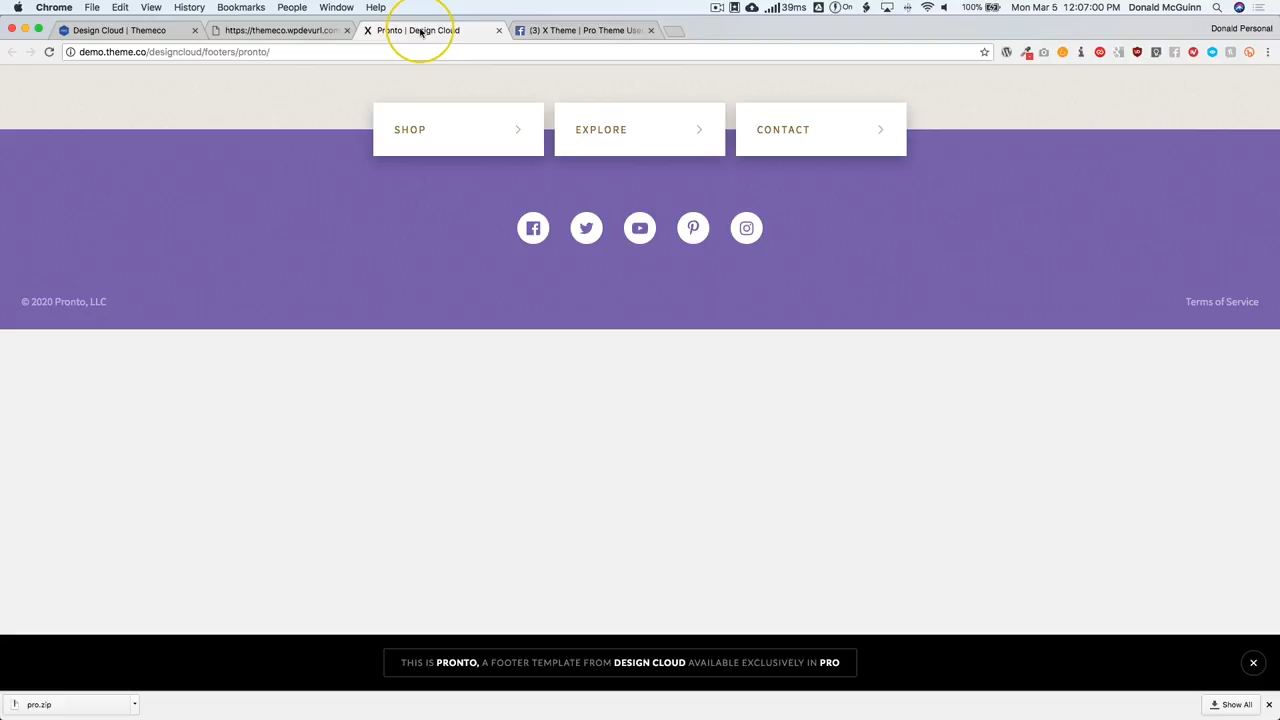 Chrome File Edit View History Bookmarks People Window Help
39ms On 100% Mon Mar 5 12:07:00 PM Donald McGuinn
Design Cloud | Themeco
https://themeco.wpdevurl.com
Pronto | Design Cloud
(3) X Theme | Pro Theme Use
Donald Personal
demo.theme.co/designcloud/footers/pronto/
SHOP
EXPLORE
CONTACT
© 2020 Pronto, LLC
Terms of Service
THIS IS PRONTO, A FOOTER TEMPLATE FROM DESIGN CLOUD AVAILABLE EXCLUSIVELY IN PRO
pro.zip
Show All